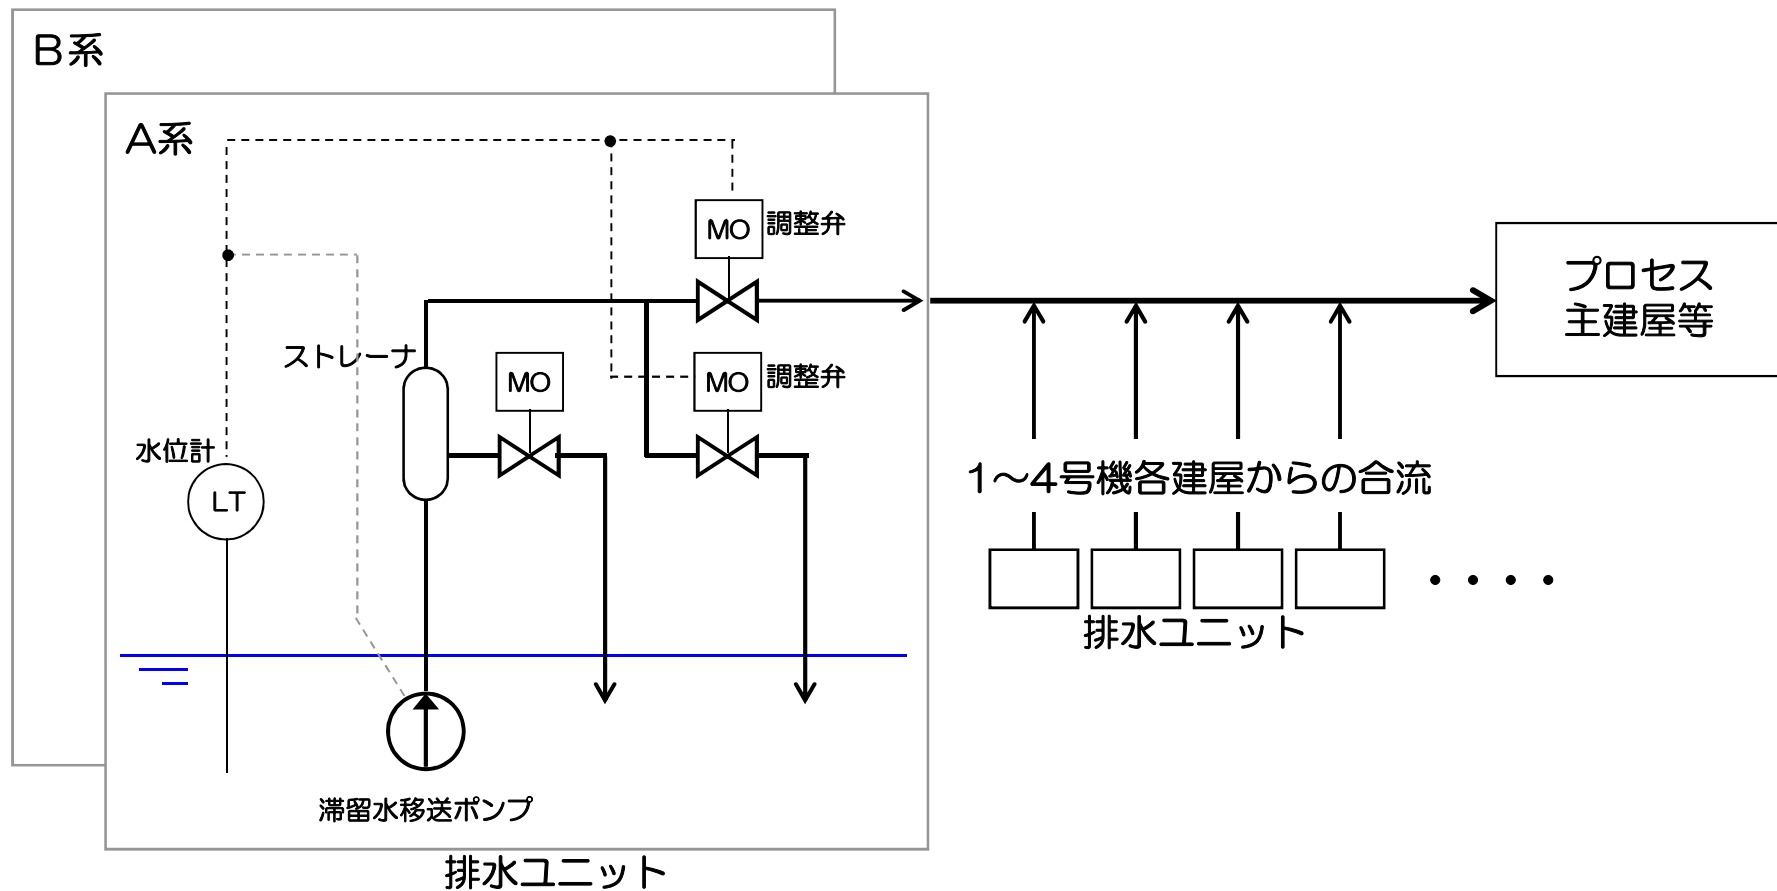 B系
A系
MO
調整弁
プロセス
主建屋等
ストレーナ
MO
MO
調整弁
水位計
LT
1～4号機各建屋からの合流
・・・・
排水ユニット
滞留水移送ポンプ
排水ユニット